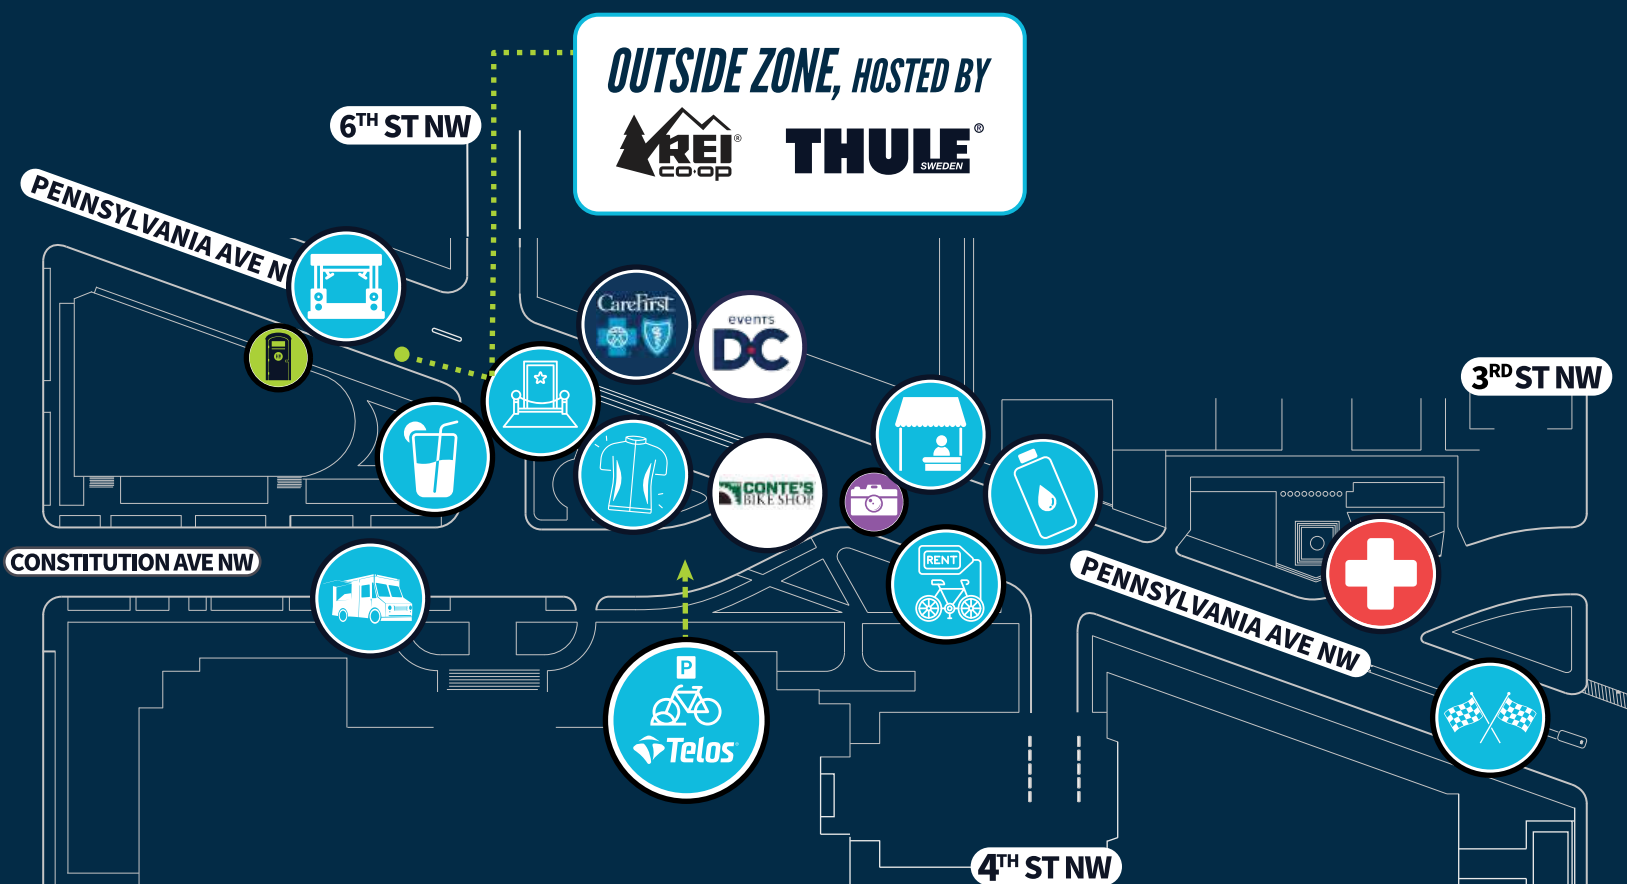 OUTSIDE ZONE, HOSTED BY
REI® THULE®
CO·OP SWEDEN
6TH ST NW
PENNSYLVANIA AVE N
CareFirst
events
DC
3RD ST NW
CONTE'S
BIKE SHOP
CONSTITUTION AVE NW
RENT
PENNSYLVANIA AVE NW
P
Telos
4TH ST NW